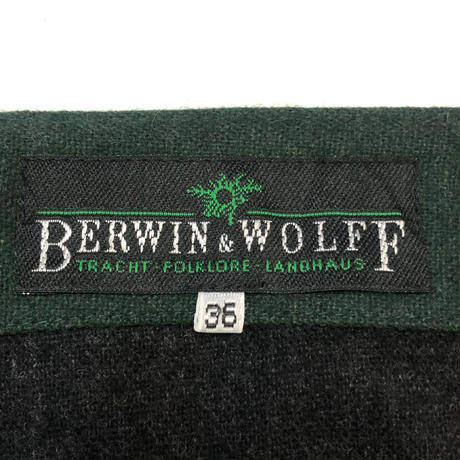 BERWIN & WOLFF
TRACHT-FOLKLORE-LANDHAUS
36